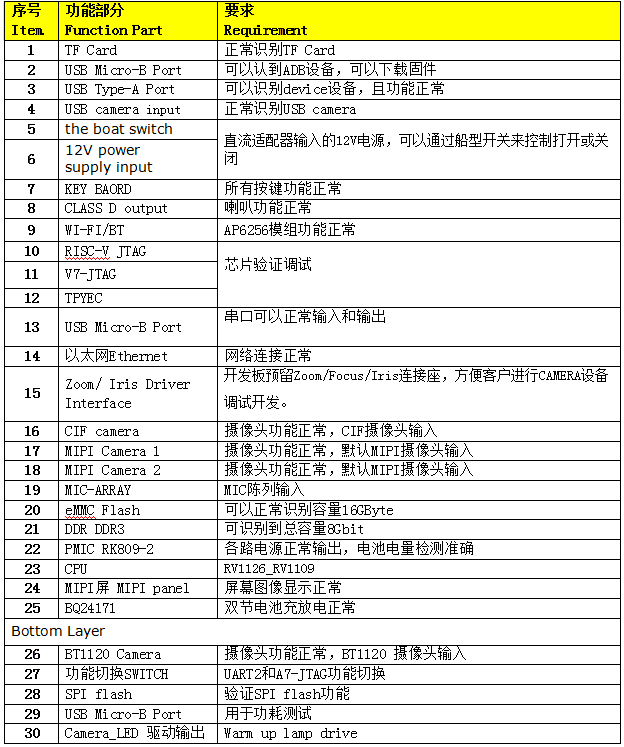 序号 功能部分 要求
Item Function Part Requirement
1 TF Card 正常识别TF Card
2 USB Micro-B Port 可以认到ADB设备，可以下载固件
3 USB Type-A Port 可以识别device设备，且功能正常
4 USB camera input 正常识别USB camera
5 the boat switch
直流适配器输入的12V电源，可以通过船型开关来控制打开或关
闭
6 12V power
supply input
7 KEY BAORD 所有按键功能正常
8 CLASS D output 喇叭功能正常
9 WI-FI/BT AP6256模组功能正常
10 RISC-V JTAG
芯片验证调试
11 V7-JTAG
12 TPYEC
串口可以正常输入和输出
13 USB Micro-B Port
14 以太网Ethernet 网络连接正常
15 Zoom/ Iris Driver
Interface
开发板预留Zoom/Focus/Iris连接座，方便客户进行CAMERA设备
调试开发。
16 CIF camera 摄像头功能正常，CIF摄像头输入
17 MIPI Camera 1 摄像头功能正常，默认MIPI摄像头输入
18 MIPI Camera 2 摄像头功能正常，默认MIPI摄像头输入
19 MIC-ARRAY MIC阵列输入
20 eMMC Flash 可以正常识别容量16GByte
21 DDR DDR3 可识别到总容量8Gbit
22 PMIC RK809-2 各路电源正常输出，电池电量检测准确
23 CPU RV1126_RV1109
24 MIPI屏 MIPI panel 屏幕图像显示正常
25 BQ24171 双节电池充放电正常
Bottom Layer
26 BT1120 Camera 摄像头功能正常，BT1120 摄像头输入
27 功能切换SWITCH UART2和A7-JTAG功能切换
28 SPI flash 验证SPI flash功能
29 USB Micro-B Port 用于功耗测试
30 Camera_LED 驱动输出 Warm up lamp drive